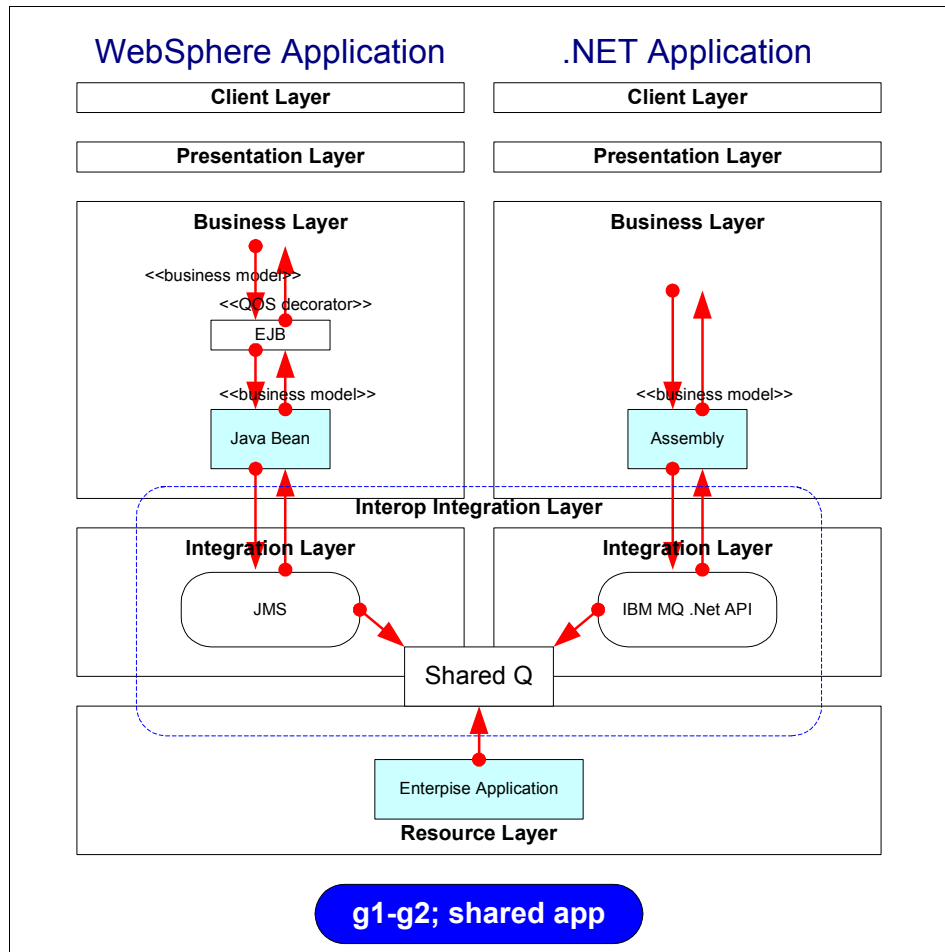 WebSphere Application
.NET Application
Client Layer
Client Layer
Presentation Layer
Presentation Layer
Business Layer
Business Layer
<<business model>>
<<QOS decorator>>
EJB
<<business model>>
<<business model>>
Java Bean
Assembly
Interop Integration Layer
Integration Layer
Integration Layer
JMS
IBM MQ .Net API
Shared Q
Enterpise Application
Resource Layer
g1-g2; shared app